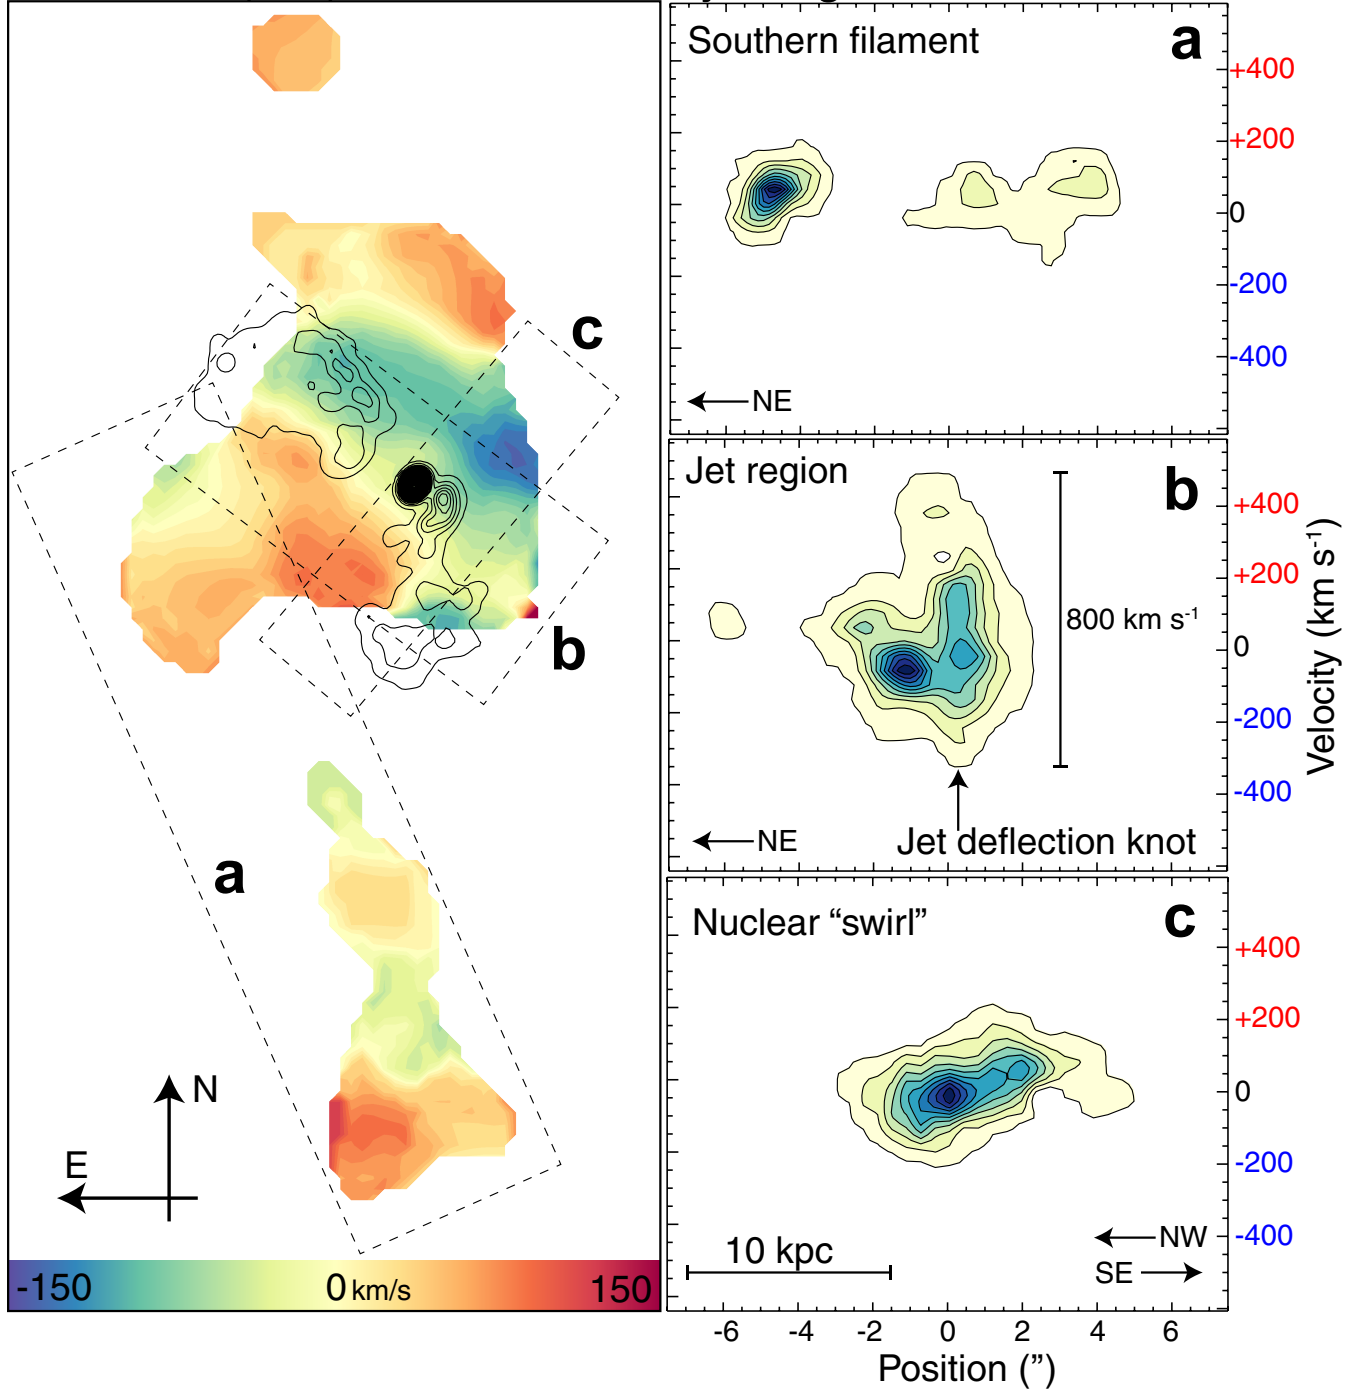 c
b
a
N
E
-150
0 km/s
150
Southern filament
a
+400
+200
0
-200
-400
NE
Jet region
b
+400
+200
0
-200
-400
800 km s-1
NE
Jet deflection knot
Velocity (km s-1)
Nuclear “swirl”
c
+400
+200
0
-200
-400
10 kpc
NW
SE
-6
-4
-2
0
2
4
6
Position (”)